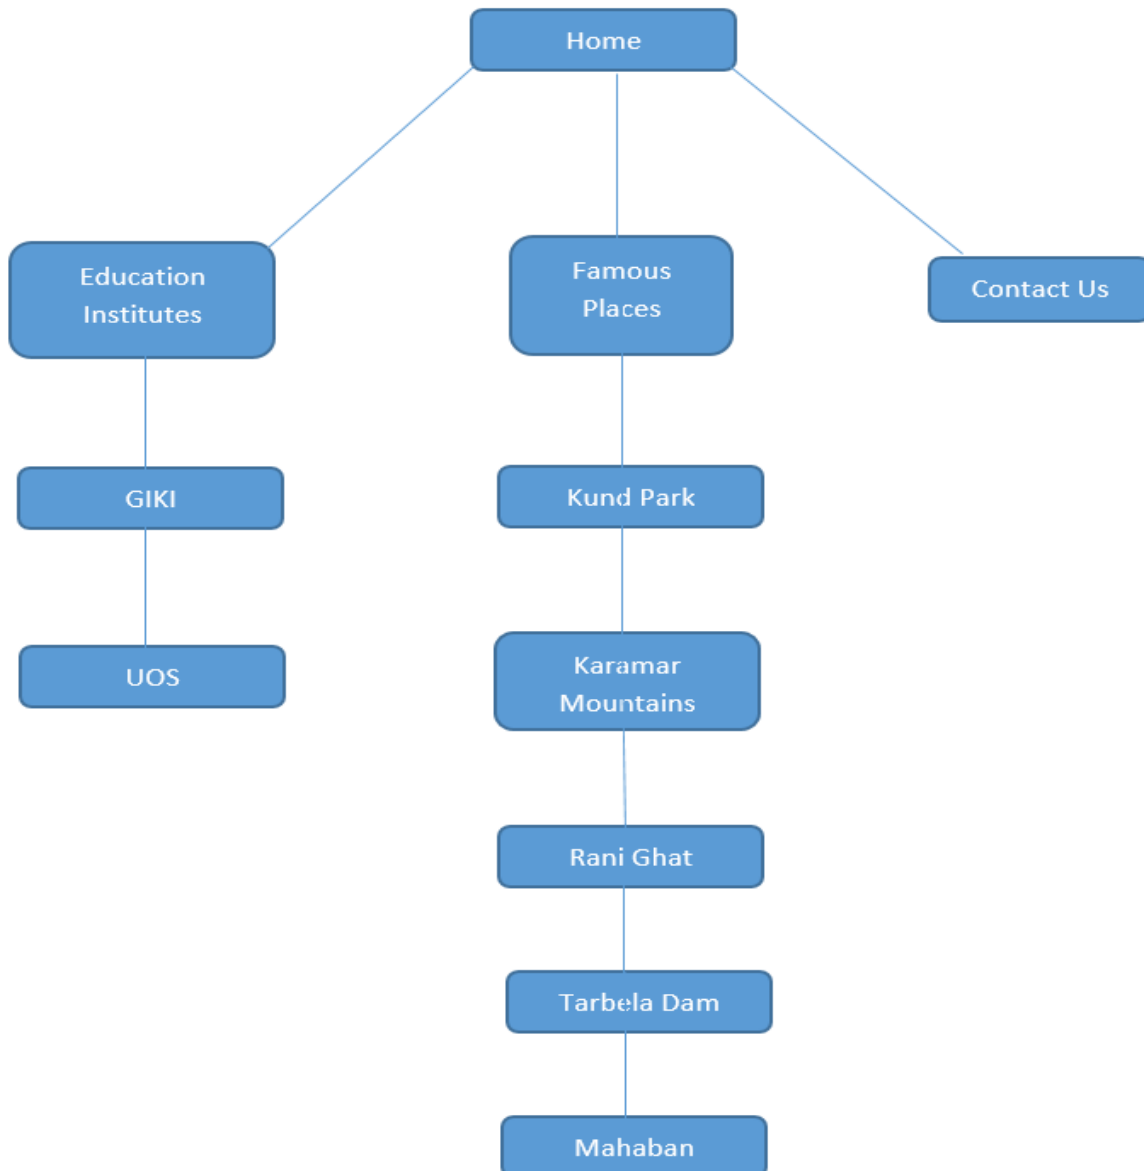 Home
Education
Institutes
Famous
Places
Contact Us
GIKI
Kund Park
UOS
Karamar
Mountains
Rani Ghat
Tarbela Dam
Mahaban